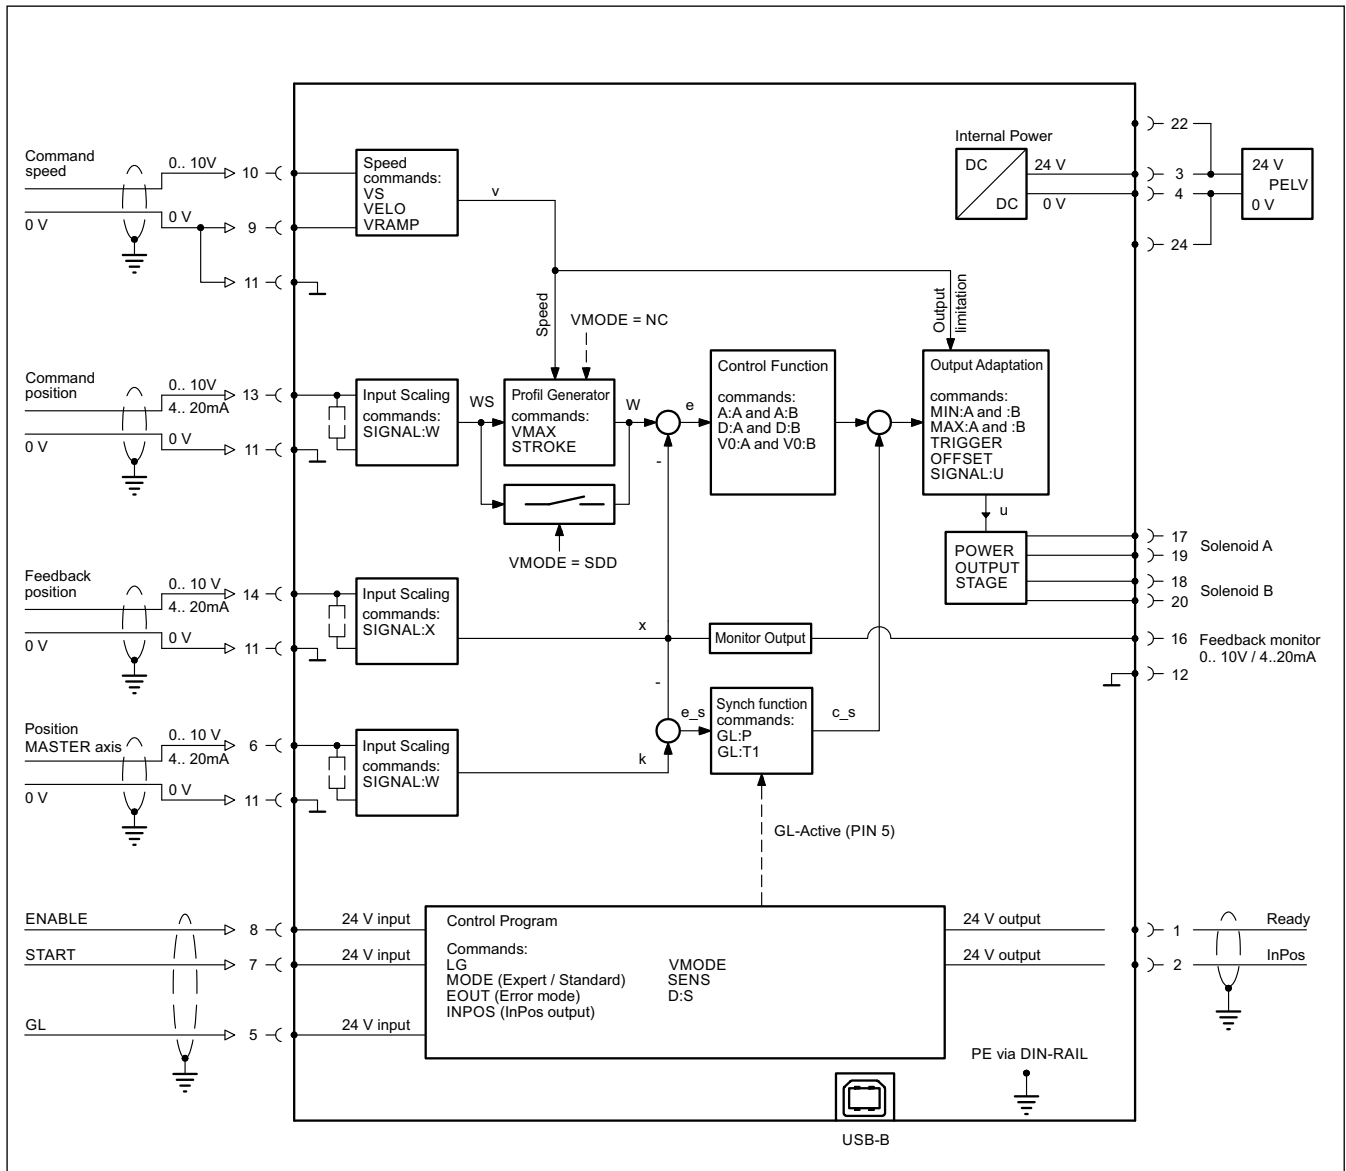 Internal Power
DC
DC
24 V
0 V
22
3
4
24
24 V
PELV
0 V
Command
speed
0.. 10V
10
0 V
0 V
9
11
Speed
commands:
VS
VELO
VRAMP
v
Speed
Output
limitation
VMODE = NC
Command
position
0.. 10V
4.. 20mA
13
0 V
0 V
11
Input Scaling
commands:
SIGNAL:W
WS
Profil Generator
commands:
VMAX
STROKE
W
-
e
VMODE = SDD
Control Function
commands:
A:A and A:B
D:A and D:B
V0:A and V0:B
Output Adaptation
commands:
MIN:A and :B
MAX:A and :B
TRIGGER
OFFSET
SIGNAL:U
u
POWER
OUTPUT
STAGE
17
19
Solenoid A
18
20
Solenoid B
Feedback
position
0.. 10 V
4.. 20mA
14
0 V
0 V
11
Input Scaling
commands:
SIGNAL:X
x
-
Monitor Output
16
Feedback monitor
0.. 10V / 4..20mA
12
Position
MASTER axis
0.. 10 V
4.. 20mA
6
0 V
0 V
11
Input Scaling
commands:
SIGNAL:W
k
e_s
Synch function
commands:
GL:P
GL:T1
c_s
GL-Active (PIN 5)
ENABLE
8
24 V input
START
7
24 V input
GL
5
24 V input
Control Program
Commands:
LG
VMODE
MODE (Expert / Standard)
SENS
EOUT (Error mode)
D:S
INPOS (InPos output)
24 V output
1
Ready
24 V output
2
InPos
PE via DIN-RAIL
USB-B